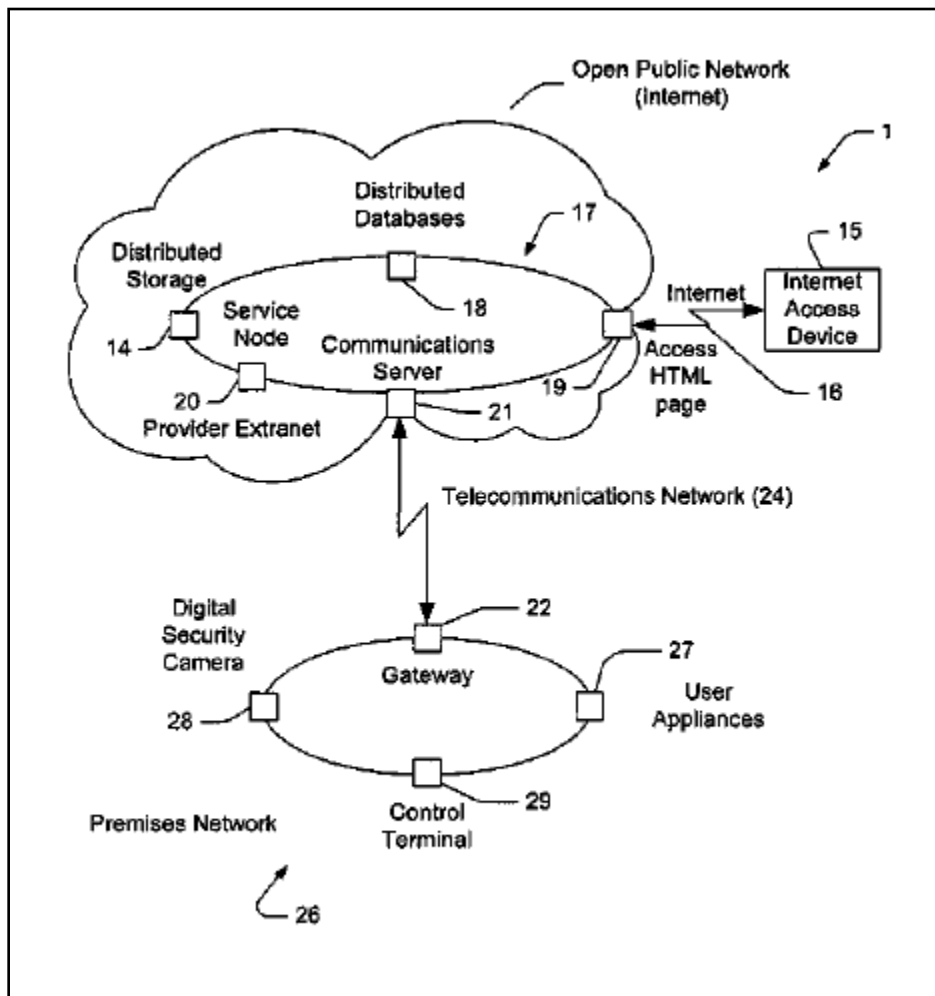 Open Public Network
(Internet)
1
Distributed
Databases
17
15
Distributed
Storage
Internet
Internet
Access
Device
18
Service
Node
14
Communications
Server
Access
HTML
page
19
16
20
21
Provider Extranet
Telecommunications Network (24)
Digital
Security
Camera
22
27
Gateway
User
Appliances
28
29
Control
Terminal
Premises Network
26